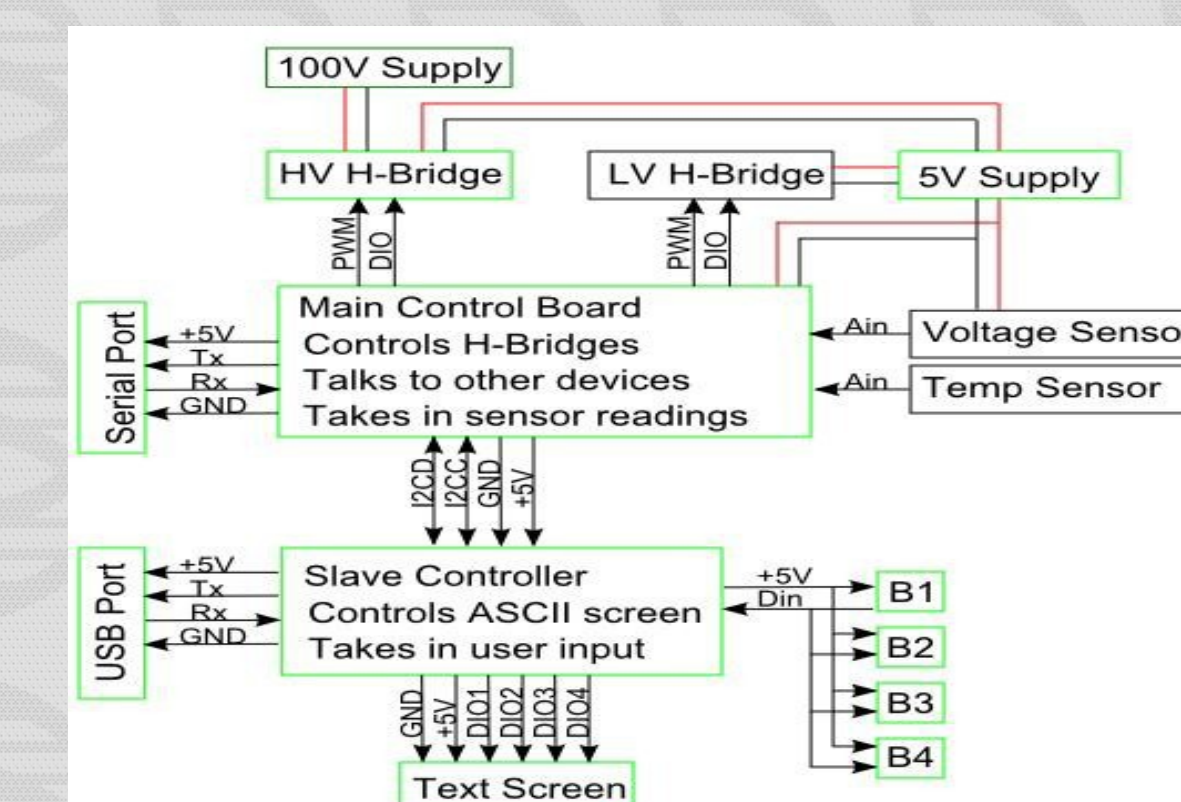 100V Supply
HV H-Bridge
LV H-Bridge
5V Supply
PWM
DIO
PWM
DIO
Main Control Board
Controls H-Bridges
Talks to other devices
Takes in sensor readings
Serial Port
+5V
Tx
Rx
GND
Ain
Voltage Senso
Ain
Temp Sensor
I2CD
I2CC
GND
+5V
USB Port
+5V
Tx
Rx
GND
Slave Controller
Controls ASCII screen
Takes in user input
+5V
Din
B1
B2
B3
B4
GND
+5V
DIO1
DIO2
DIO3
DIO4
Text Screen